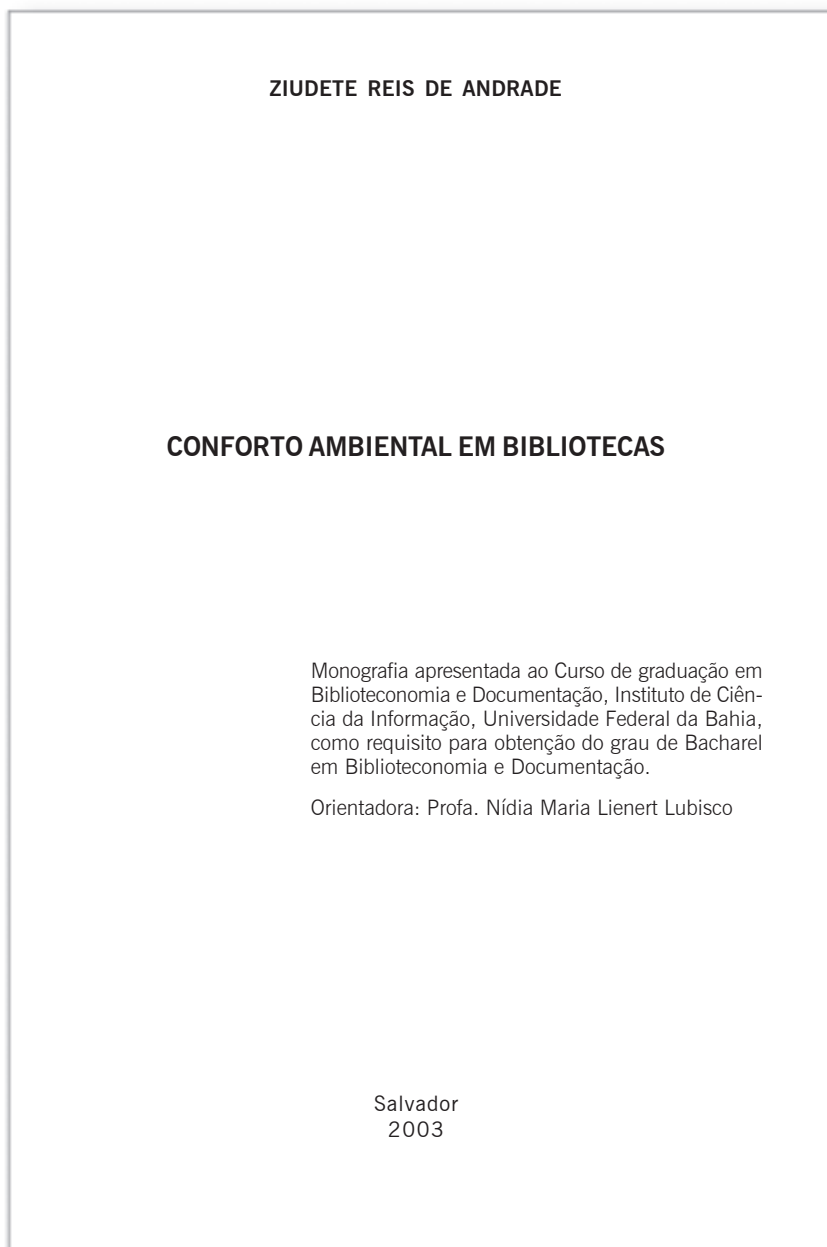 ZIUDETE REIS DE ANDRADE
CONFORTO AMBIENTAL EM BIBLIOTECAS
Monografia apresentada ao Curso de graduação em
Biblioteconomia e Documentação, Instituto de Ciên-
cia da Informação, Universidade Federal da Bahia,
como requisito para obtenção do grau de Bacharel
em Biblioteconomia e Documentação.
Orientadora: Profa. Nídia Maria Lienert Lubisco
Salvador
2003